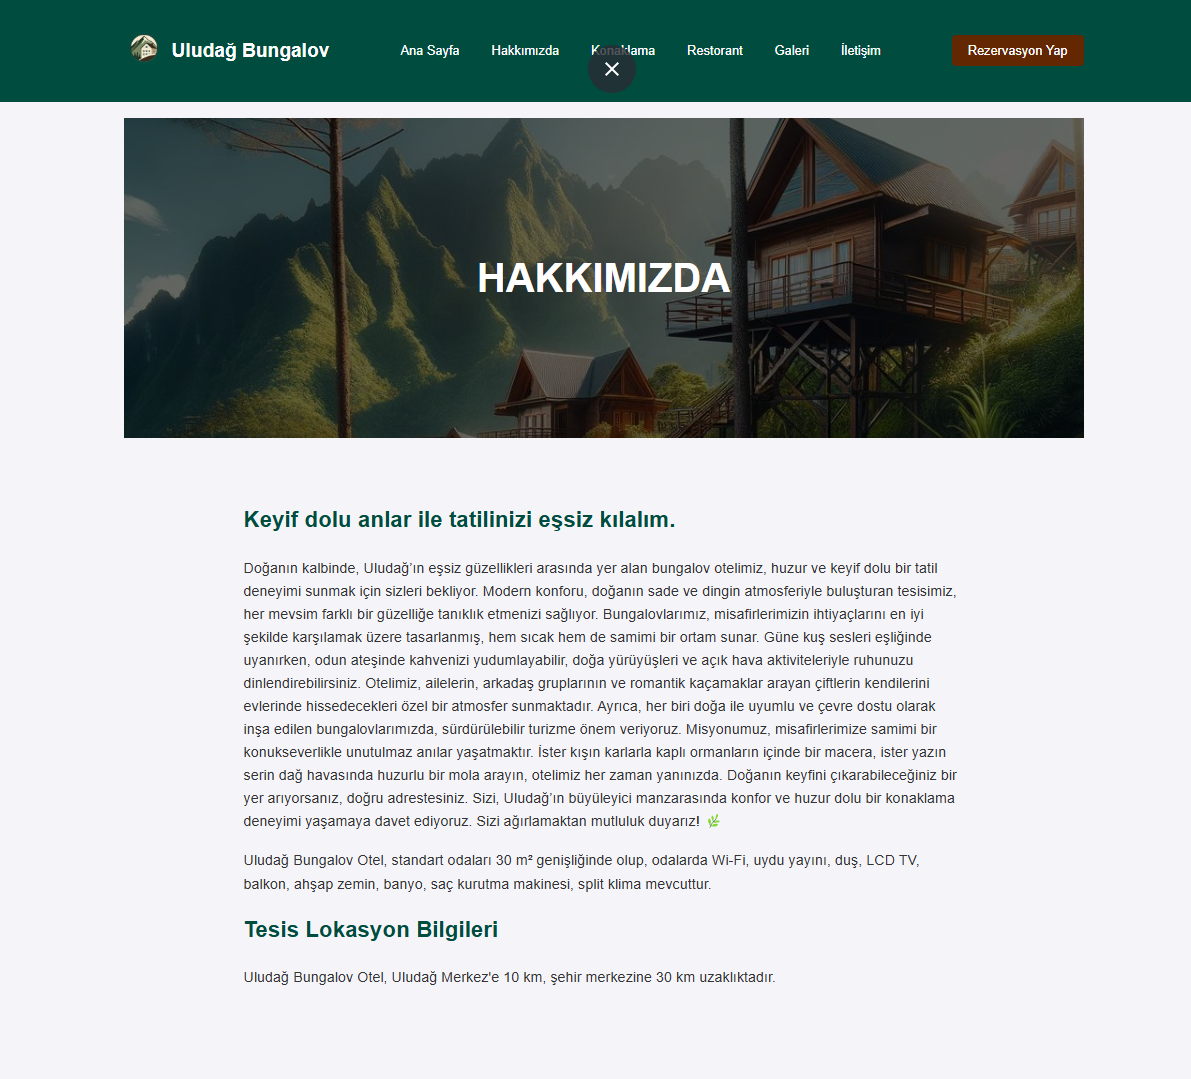 Uludağ Bungalov
Ana Sayfa
Hakkımızda
Konaklama
Restorant
Galeri
İletişim
Rezervasyon Yap
HAKKIMIZDA
Keyif dolu anlar ile tatilinizi eşsiz kılalım.
Doğanın kalbinde, Uludağ’ın eşsiz güzellikleri arasında yer alan bungalov otelimiz, huzur ve keyif dolu bir tatil
deneyimi sunmak için sizleri bekliyor. Modern konforu, doğanın sade ve dingin atmosferiyle buluşturan tesisimiz,
her mevsim farklı bir güzelliğe tanıklık etmenizi sağlıyor. Bungalovlarımız, misafirlerimizin ihtiyaçlarını en iyi
şekilde karşılamak üzere tasarlanmış, hem sıcak hem de samimi bir ortam sunar. Güne kuş sesleri eşliğinde
uyanırken, odun ateşinde kahvenizi yudumlayabilir, doğa yürüyüşleri ve açık hava aktiviteleriyle ruhunuzu
dinlendirebilirsiniz. Otelimiz, ailelerin, arkadaş gruplarının ve romantik kaçamaklar arayan çiftlerin kendilerini
evlerinde hissedecekleri özel bir atmosfer sunmaktadır. Ayrıca, her biri doğa ile uyumlu ve çevre dostu olarak
inşa edilen bungalovlarımızda, sürdürülebilir turizme önem veriyoruz. Misyonumuz, misafirlerimize samimi bir
konukseverlikle unutulmaz anılar yaşatmaktır. İster kışın karlarla kaplı ormanların içinde bir macera, ister yazın
serin dağ havasında huzurlu bir mola arayın, otelimiz her zaman yanınızda. Doğanın keyfini çıkarabileceğiniz bir
yer arıyorsanız, doğru adrestesiniz. Sizi, Uludağ’ın büyüleyici manzarasında konfor ve huzur dolu bir konaklama
deneyimi yaşamaya davet ediyoruz. Sizi ağırlamaktan mutluluk duyarız! 🌿
Uludağ Bungalov Otel, standart odaları 30 m² genişliğinde olup, odalarda Wi-Fi, uydu yayını, duş, LCD TV,
balkon, ahşap zemin, banyo, saç kurutma makinesi, split klima mevcuttur.
Tesis Lokasyon Bilgileri
Uludağ Bungalov Otel, Uludağ Merkez'e 10 km, şehir merkezine 30 km uzaklıktadır.